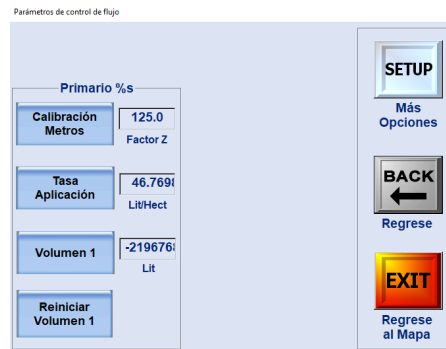 Parámetros de control de flujo
Primario %s
Calibración
Metros
125.0
Factor Z
Tasa
Aplicación
46.7698
Lit/Hect
Volumen 1
-2196768
Lit
Reiniciar
Volumen 1
SETUP
Más
Opciones
BACK
Regrese
EXIT
Regrese
al Mapa